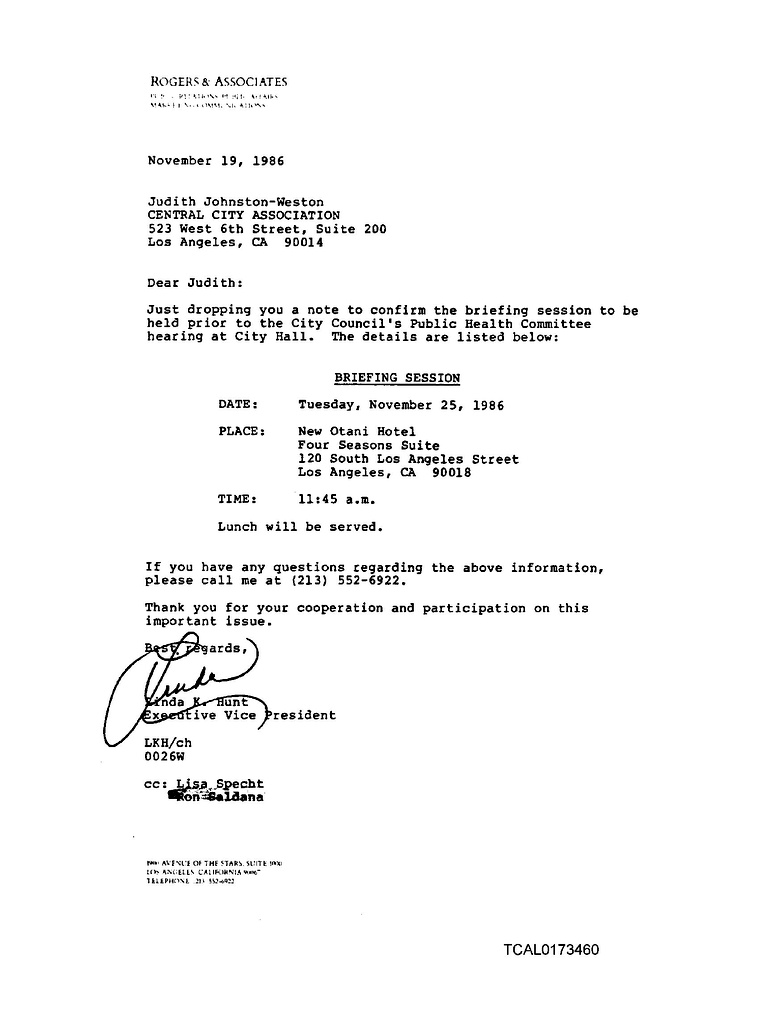 ROGERS & ASSOCIATES
PUBLIC RELATIONS PUBLIC AFFAIRS
MARKETING COMMUNICATIONS
November 19, 1986
Judith Johnston-Weston
CENTRAL CITY ASSOCIATION
523 West 6th Street, Suite 200
Los Angeles, CA 90014
Dear Judith:
Just dropping you a note to confirm the briefing session to be
held prior to the City Council's Public Health Committee
hearing at City Hall. The details are listed below:
BRIEFING SESSION
DATE: Tuesday, November 25, 1986
PLACE: New Otani Hotel
Four Seasons Suite
120 South Los Angeles Street
Los Angeles, CA 90018
TIME: 11:45 a.m.
Lunch will be served.
If you have any questions regarding the above information,
please call me at (213) 552-6922.
Thank you for your cooperation and participation on this
important issue.
Best regards,
Linda
Linda K. Hunt
Executive Vice President
LKH/ch
0026W
cc: Lisa Specht
Ron Saldana
1900 AVENUE OF THE STARS, SUITE
LOS ANGELES, CALIFORNIA
TELEPHONE 213 552-6922
TCAL0173460